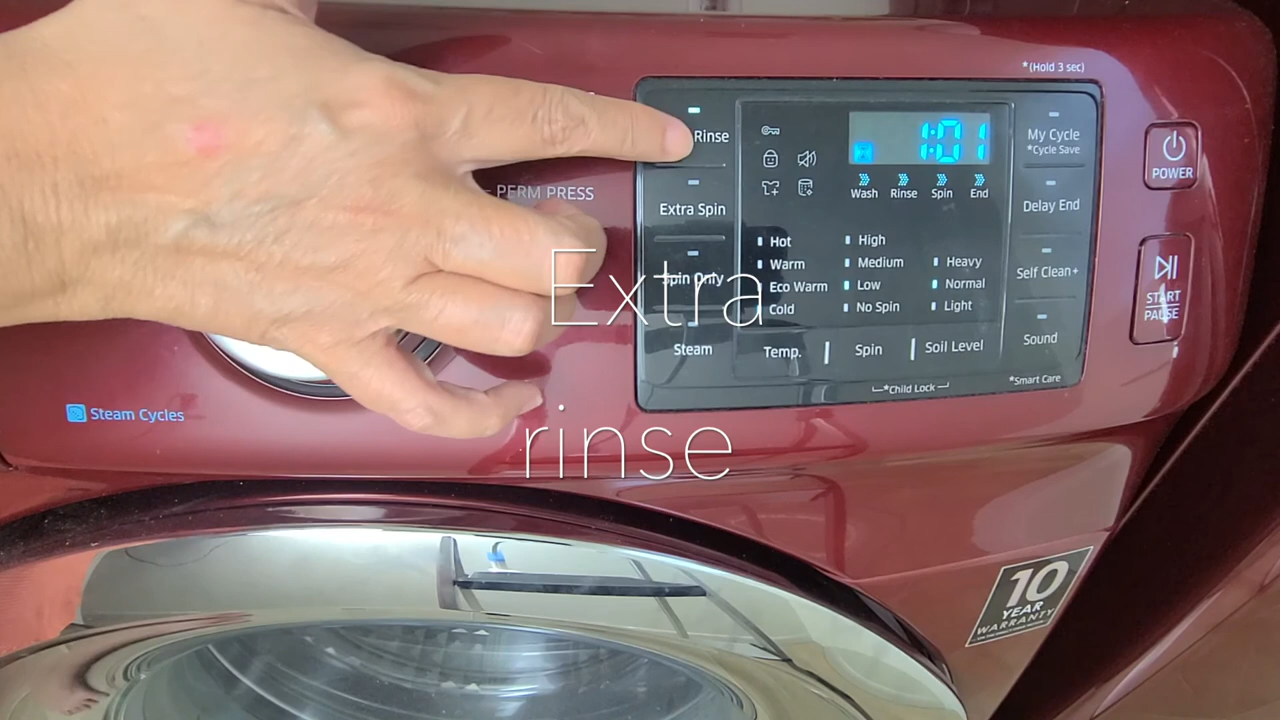 *(Hold 3 sec)
Rinse
1:01
My Cycle
*Cycle Save
POWER
Wash Rinse Spin End
PERM PRESS
Extra Spin
Delay End
Hot High
Warm Medium Heavy
Spin Only
Eco Warm Low Normal
Self Clean+
Cold No Spin Light
START
PAUSE
Extra
Steam
Temp. Spin Soil Level
Sound
*Child Lock
*Smart Care
Steam Cycles
rinse
10
YEAR
WARRANTY